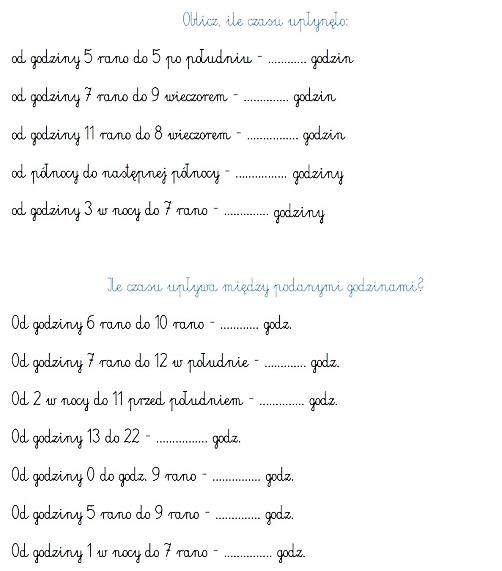 Oblicz, ile czasu upłynęło:
od godziny 5 rano do 5 po południu - ............ godzin
od godziny 7 rano do 9 wieczorem - .............. godzin
od godziny 11 rano do 8 wieczorem - ................ godzin
od północy do następnej północy - ................ godziny
od godziny 3 w nocy do 7 rano - .............. godziny
Ile czasu upływa między podanymi godzinami?
Od godziny 6 rano do 10 rano - ............ godz.
Od godziny 7 rano do 12 w południe - ............. godz.
Od 2 w nocy do 11 przed południem - .............. godz.
Od godziny 13 do 22 - ................ godz.
Od godziny 0 do godz. 9 rano - ............... godz.
Od godziny 5 rano do 9 rano - .............. godz.
Od godziny 1 w nocy do 7 rano - ............... godz.